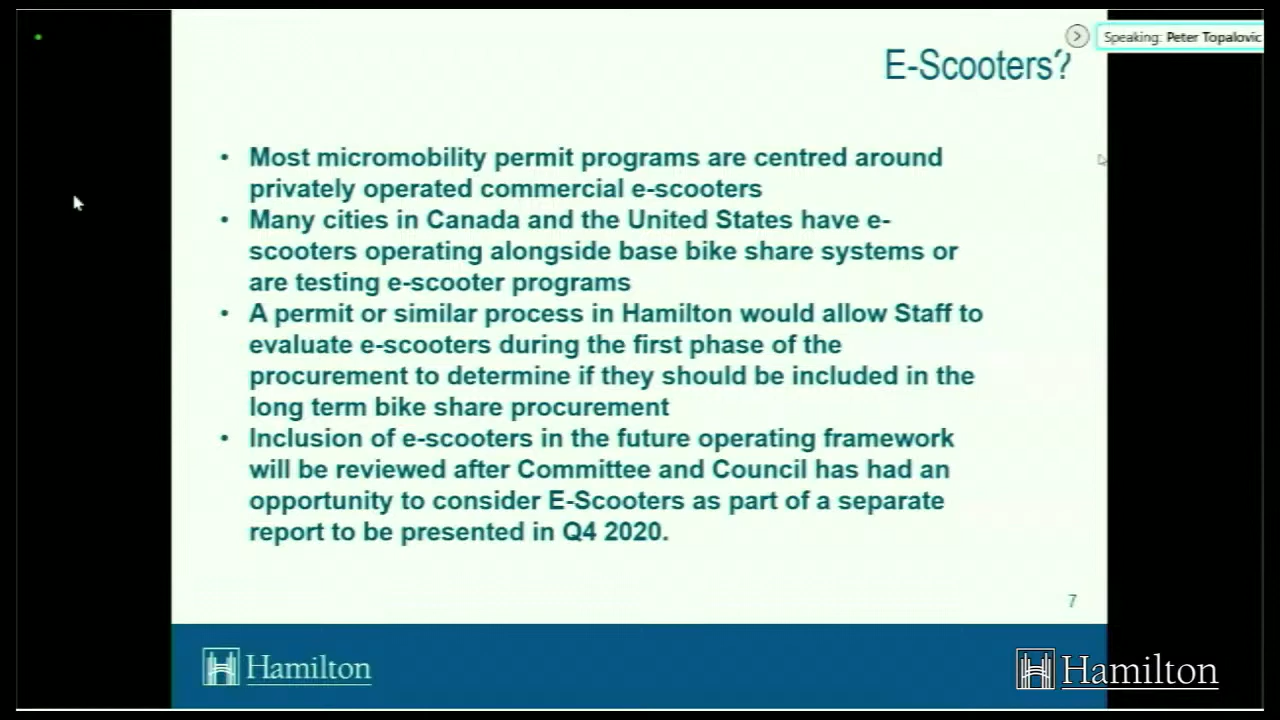 Speaking: Peter Topalovic
E-Scooters?
• Most micromobility permit programs are centred around
privately operated commercial e-scooters
• Many cities in Canada and the United States have e-
scooters operating alongside base bike share systems or
are testing e-scooter programs
• A permit or similar process in Hamilton would allow Staff to
evaluate e-scooters during the first phase of the
procurement to determine if they should be included in the
long term bike share procurement
• Inclusion of e-scooters in the future operating framework
will be reviewed after Committee and Council has had an
opportunity to consider E-Scooters as part of a separate
report to be presented in Q4 2020.
7
Hamilton
Hamilton